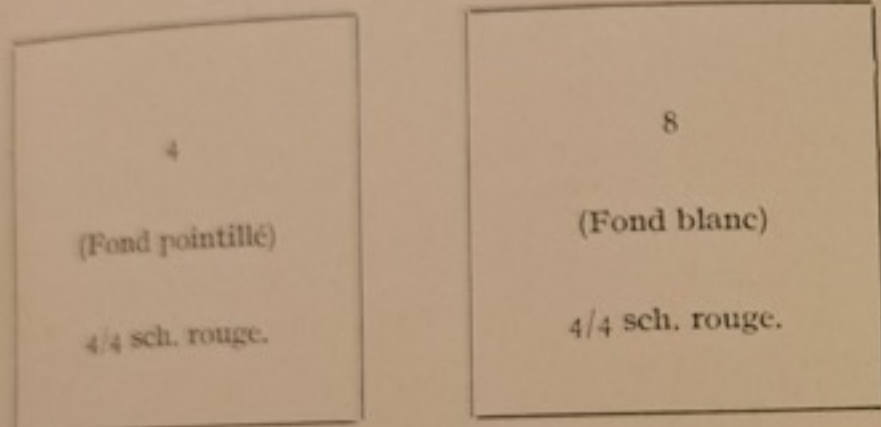 4
(Fond pointillé)
4/4 sch. rouge.
8
(Fond blanc)
4/4 sch. rouge.